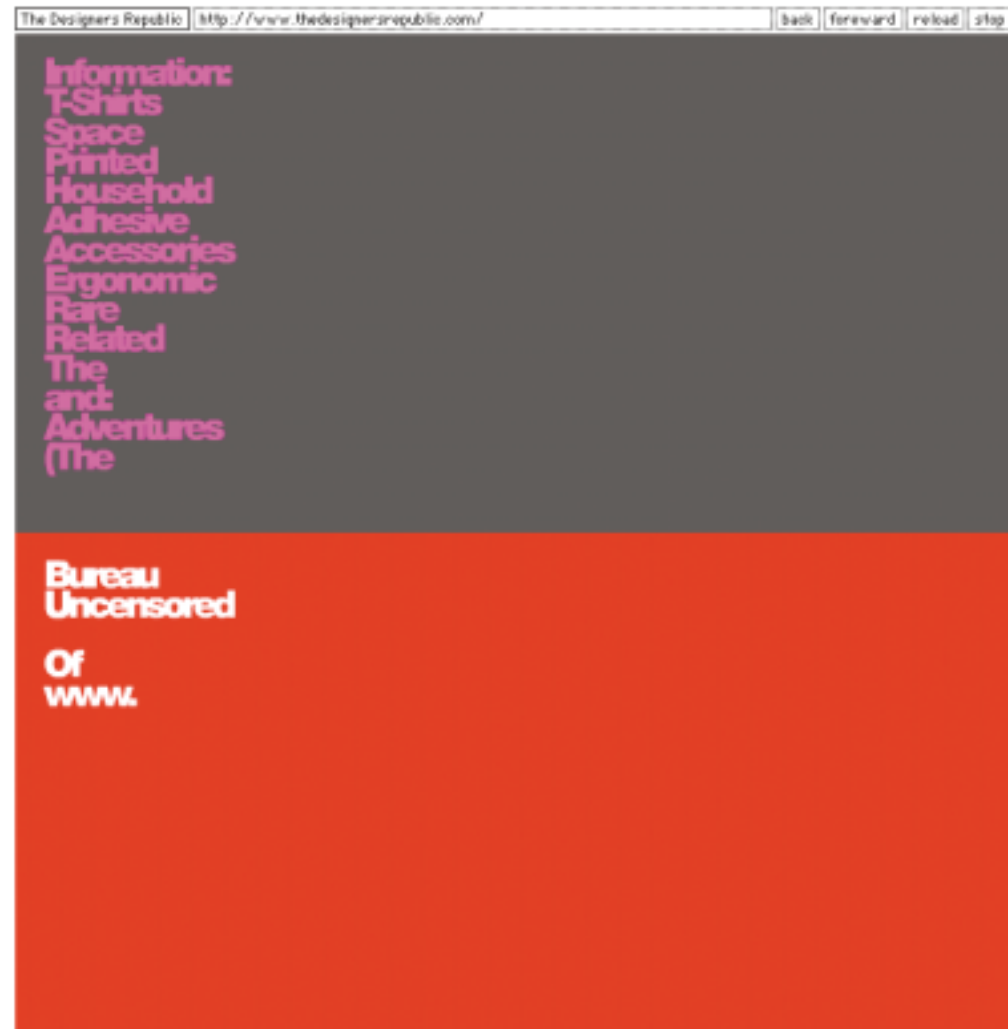 The Designers Republic http://www.thedesignersrepublic.com/ back foreward reload stop
Information:
T-Shirts
Space
Printed
Household
Adhesive
Accessories
Ergonomic
Rare
Related
The
and:
Adventures
(The
Bureau
Uncensored
Of
www.